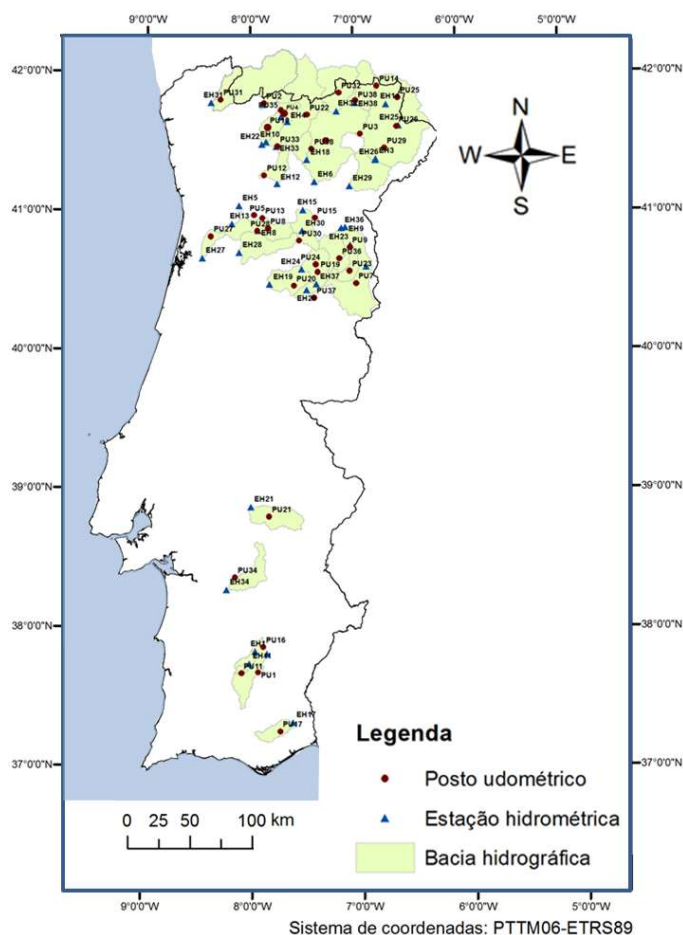 9°0'0"W 8°0'0"W 7°0'0"W 6°0'0"W 5°0'0"W
42°0'0"N
41°0'0"N
40°0'0"N
39°0'0"N
38°0'0"N
37°0'0"N
42°0'0"N
41°0'0"N
40°0'0"N
39°0'0"N
38°0'0"N
37°0'0"N
N
W E
S
EH31 PU31
PU2
PU4
PU22
PU32
PU14
PU38
EH38
PU25
EH25
PU3
PU29
EH3
EH26
EH22
EH10
PU33
EH33
EH18
PU12
EH12
EH6
EH29
EH5
PU5
PU13
EH13
PU8
EH8
EH15
PU15
EH30
PU30
EH36
EH9
EH23
PU9
PU27
EH27
EH28
PU36
PU24
EH24
PU19
EH37
PU23
PU7
EH19
PU20
PU37
EH21
PU21
PU34
EH34
PU16
PU11
PU1
EH17
Legenda
Posto udométrico
Estação hidrométrica
Bacia hidrográfica
0 25 50 100 km
9°0'0"W 8°0'0"W 7°0'0"W 6°0'0"W 5°0'0"W
Sistema de coordenadas: PTTM06-ETRS89